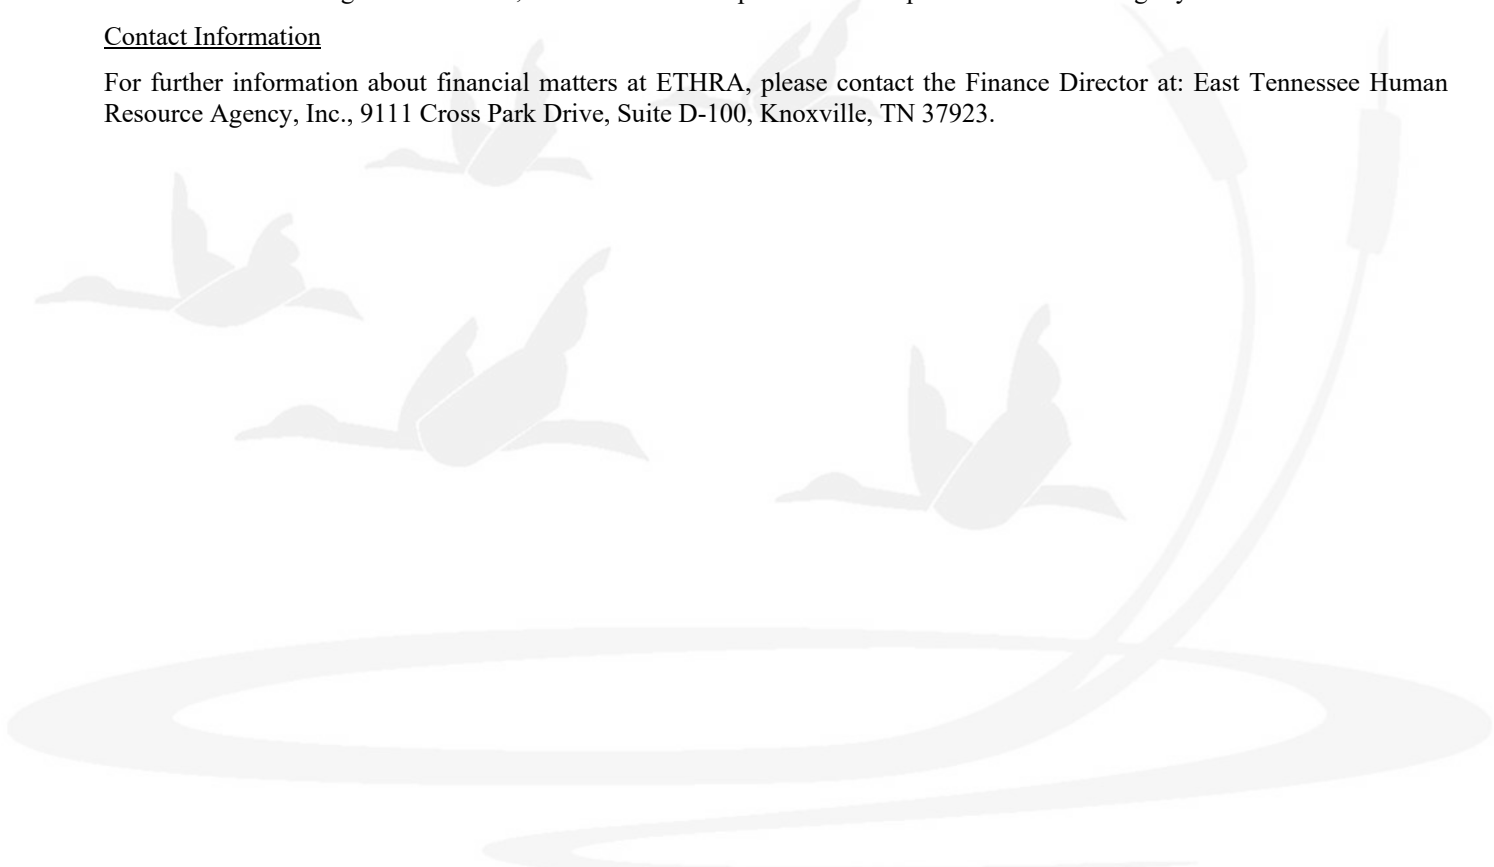 Contact Information
For further information about financial matters at ETHRA, please contact the Finance Director at: East Tennessee Human
Resource Agency, Inc., 9111 Cross Park Drive, Suite D-100, Knoxville, TN 37923.